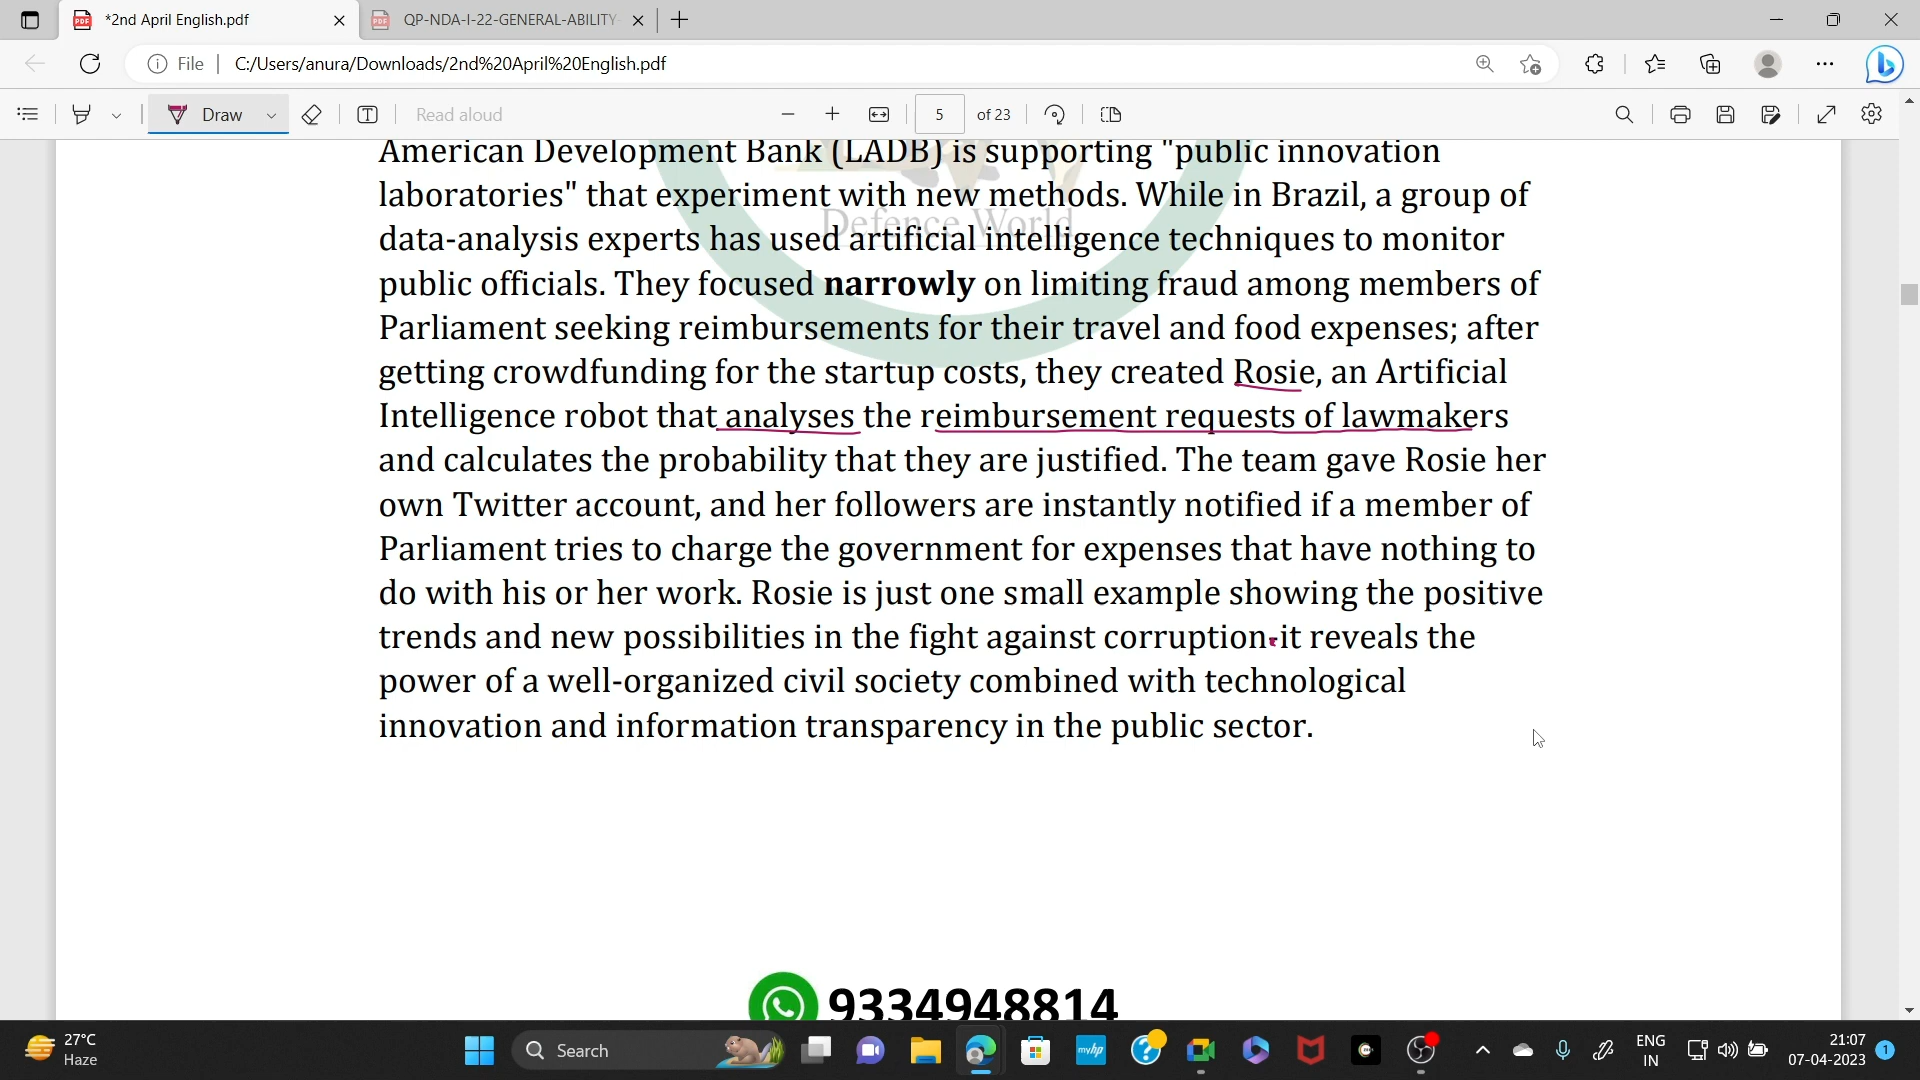 *2nd April English.pdf
QP-NDA-I-22-GENERAL-ABILITY-
File
C:/Users/anura/Downloads/2nd%20April%20English.pdf
Draw
Read aloud
5
of 23
American Development Bank (LADB) is supporting "public innovation
laboratories" that experiment with new methods. While in Brazil, a group of
Defence World
data-analysis experts has used artificial intelligence techniques to monitor
public officials. They focused narrowly on limiting fraud among members of
Parliament seeking reimbursements for their travel and food expenses; after
getting crowdfunding for the startup costs, they created Rosie, an Artificial
Intelligence robot that analyses the reimbursement requests of lawmakers
and calculates the probability that they are justified. The team gave Rosie her
own Twitter account, and her followers are instantly notified if a member of
Parliament tries to charge the government for expenses that have nothing to
do with his or her work. Rosie is just one small example showing the positive
trends and new possibilities in the fight against corruption.it reveals the
power of a well-organized civil society combined with technological
innovation and information transparency in the public sector.
9334948814
27°C
Haze
Search
myhp
ENG
IN
21:07
07-04-2023
1